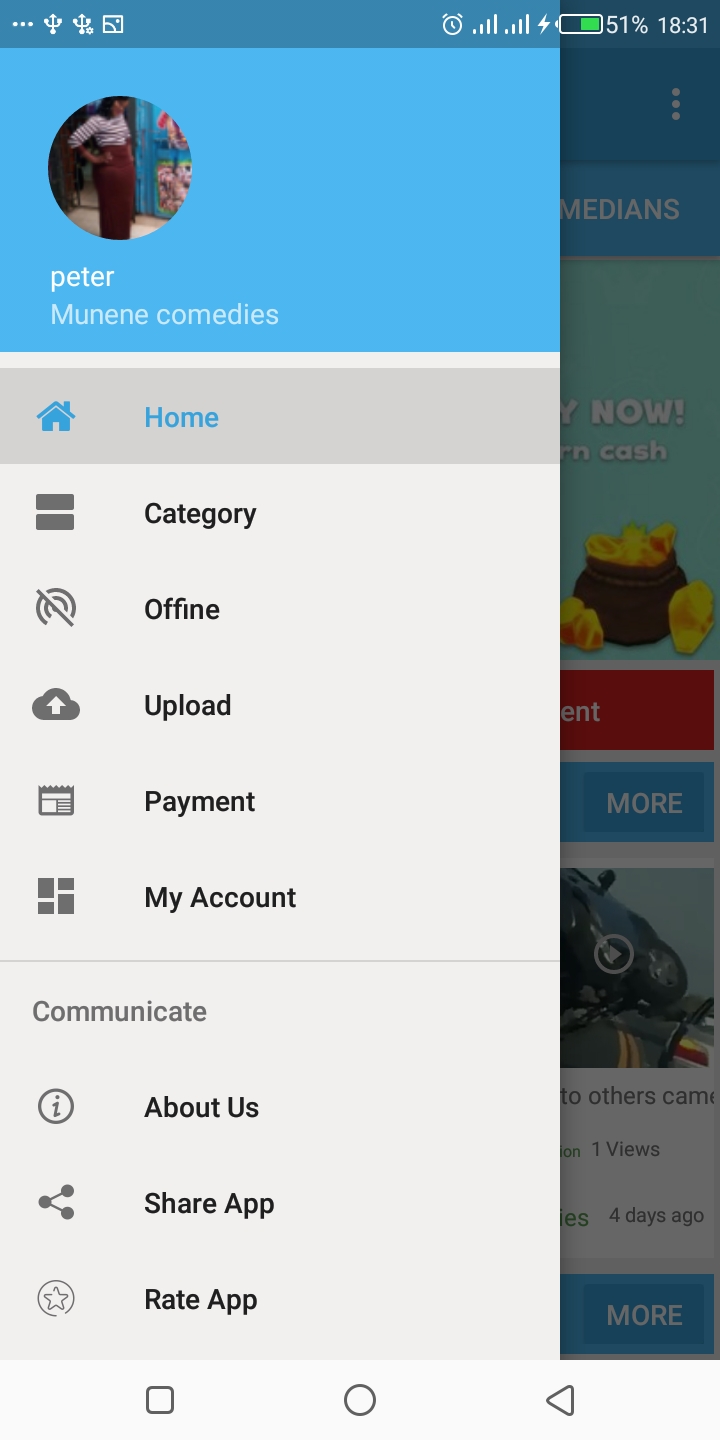 51% 18:31
MEDIANS
peter
Munene comedies
Y NOW!
rn cash
Home
Category
Offine
Upload
ent
Payment
MORE
My Account
Communicate
to others came
About Us
ion 1 Views
Share App
ies 4 days ago
Rate App
MORE